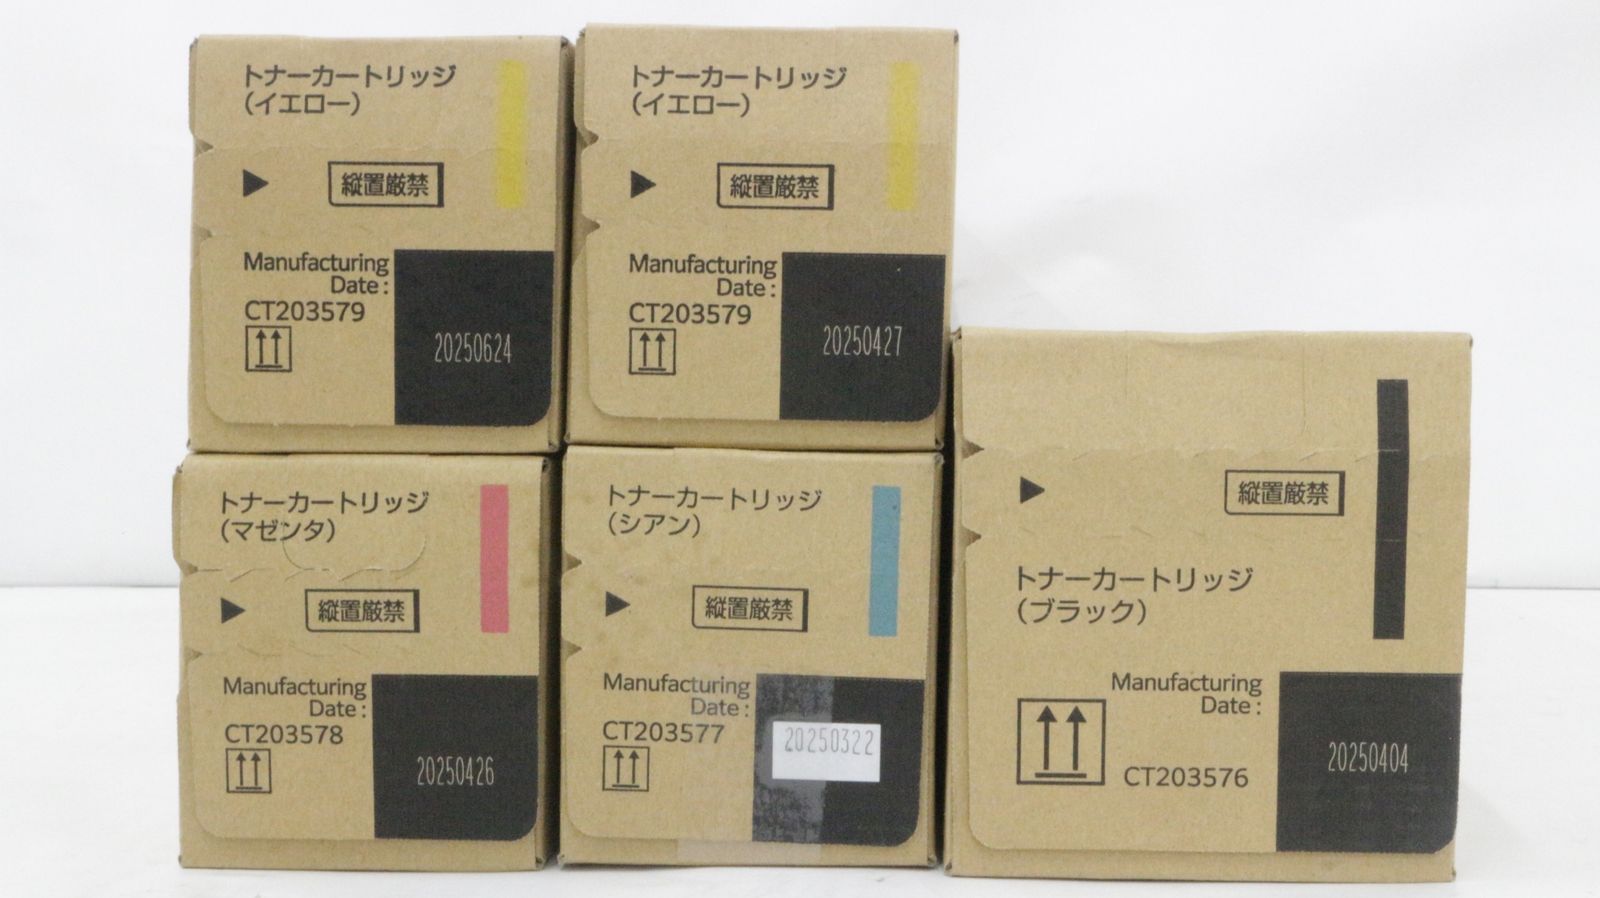 トナーカートリッジ
(イエロー)
縦置厳禁
Manufacturing
Date :
CT203579
20250624
トナーカートリッジ
(イエロー)
縦置厳禁
Manufacturing
Date :
CT203579
20250427
トナーカートリッジ
(マゼンタ)
縦置厳禁
Manufacturing
Date :
CT203578
20250426
トナーカートリッジ
(シアン)
縦置厳禁
Manufacturing
Date :
CT203577
20250322
縦置厳禁
トナーカートリッジ
(ブラック)
Manufacturing
Date :
CT203576
20250404